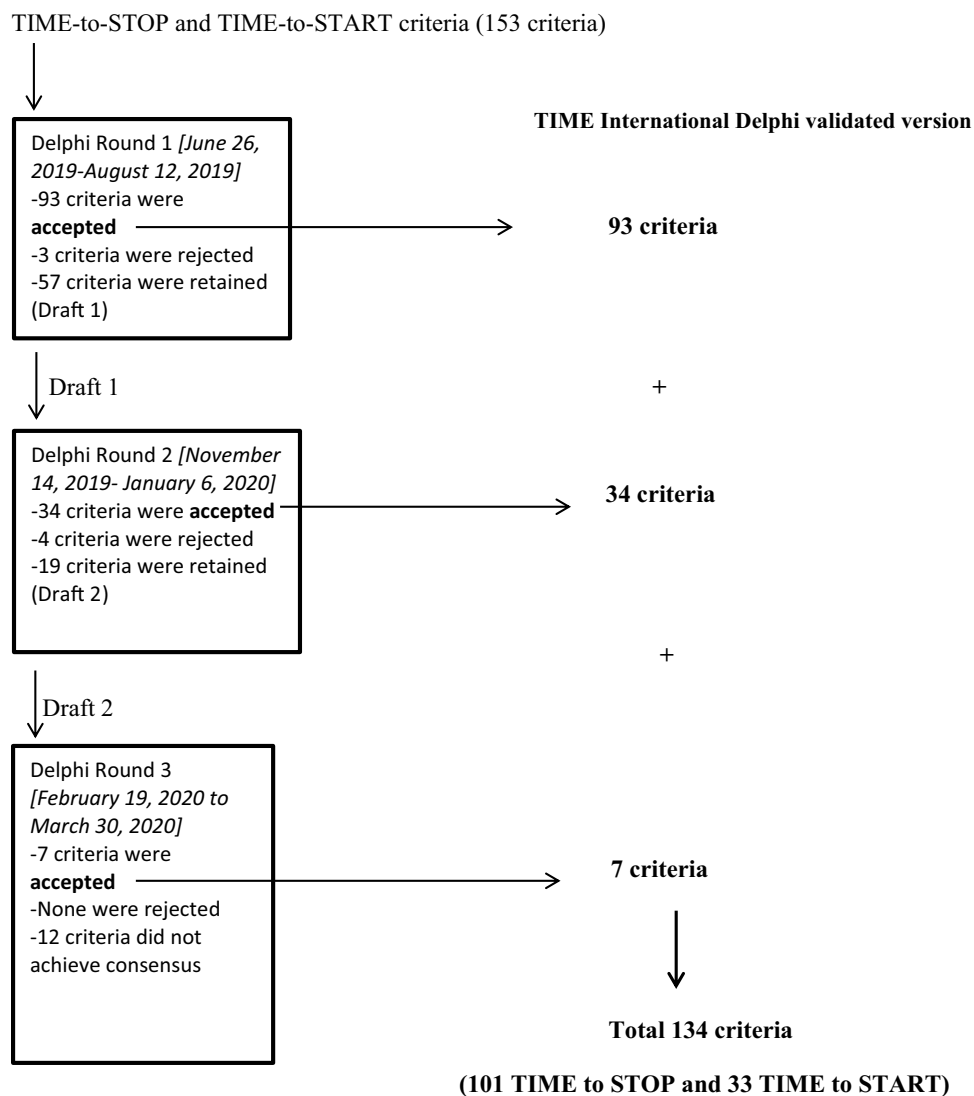 TIME-to-STOP and TIME-to-START criteria (153 criteria)
TIME International Delphi validated version
Delphi Round 1 [June 26,
2019-August 12, 2019]
-93 criteria were
accepted
-3 criteria were rejected
-57 criteria were retained
(Draft 1)
93 criteria
Draft 1
+
Delphi Round 2 [November
14, 2019- January 6, 2020]
-34 criteria were accepted
-4 criteria were rejected
-19 criteria were retained
(Draft 2)
34 criteria
+
Draft 2
Delphi Round 3
[February 19, 2020 to
March 30, 2020]
-7 criteria were
accepted
-None were rejected
-12 criteria did not
achieve consensus
7 criteria
Total 134 criteria
(101 TIME to STOP and 33 TIME to START)